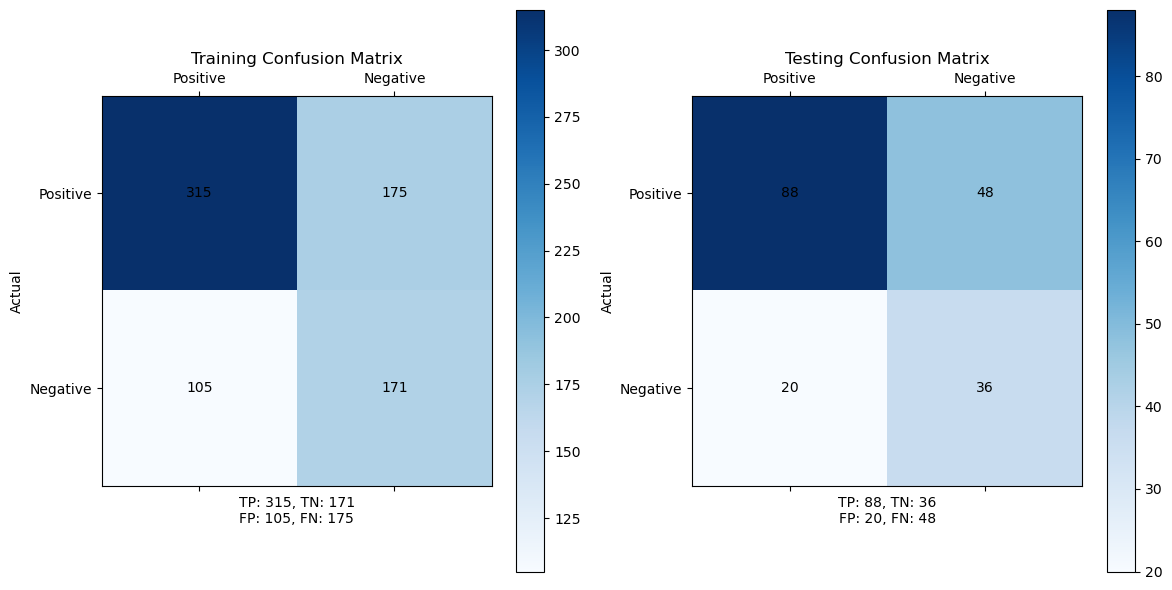 Training Confusion Matrix
Positive Negative
Positive
Negative
Actual
315 175
105 171
TP: 315, TN: 171
FP: 105, FN: 175
300
275
250
225
200
175
150
125
Testing Confusion Matrix
Positive Negative
Positive
Negative
Actual
88 48
20 36
TP: 88, TN: 36
FP: 20, FN: 48
80
70
60
50
40
30
20